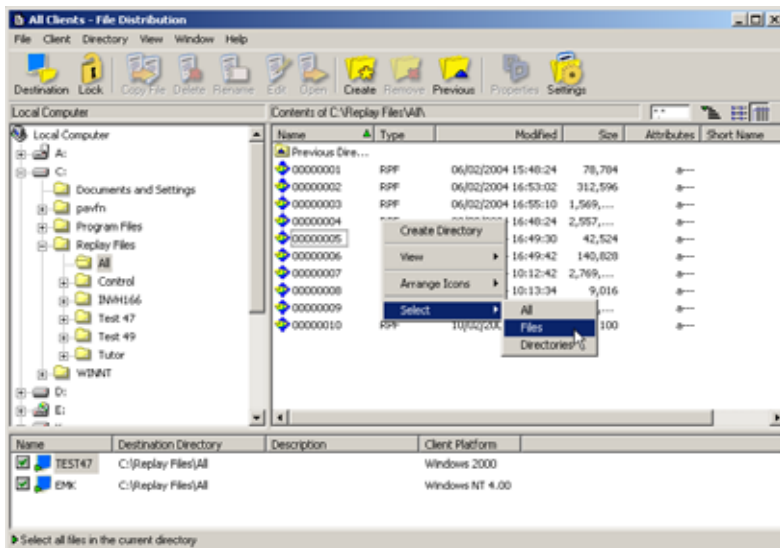 All Clients - File Distribution
File Client Directory View Window Help
Destination Lock Copy File Delete Rename Edit Open Create Remove Previous Properties Settings
Local Computer Contents of C:\Replay Files\All\ *.*
Name Type Modified Size Attributes Short Name
Local Computer
A:
C:
Documents and Settings
pavfn
Program Files
Replay Files
All
Control
INVH166
Test 47
Test 49
Tutor
WINNT
D:
E:
Previous Dire...
00000001 RPF 06/02/2004 15:48:24 78,784 a---
00000002 RPF 06/02/2004 16:53:02 312,596 a---
00000003 RPF 06/02/2004 16:55:10 1,569,... a---
00000004 16:48:24 2,557,... a---
00000005 16:49:30 42,524 a---
00000006 16:49:42 140,828 a---
00000007 10:12:42 2,769,... a---
00000008 10:13:34 9,016 a---
00000009 a---
00000010 RPF 100 a---
Create Directory
View
Arrange Icons
Select
All
Files
Directories
Name Destination Directory Description Client Platform
TEST47 C:\Replay Files\All Windows 2000
EMK C:\Replay Files\All Windows NT 4.00
Select all files in the current directory